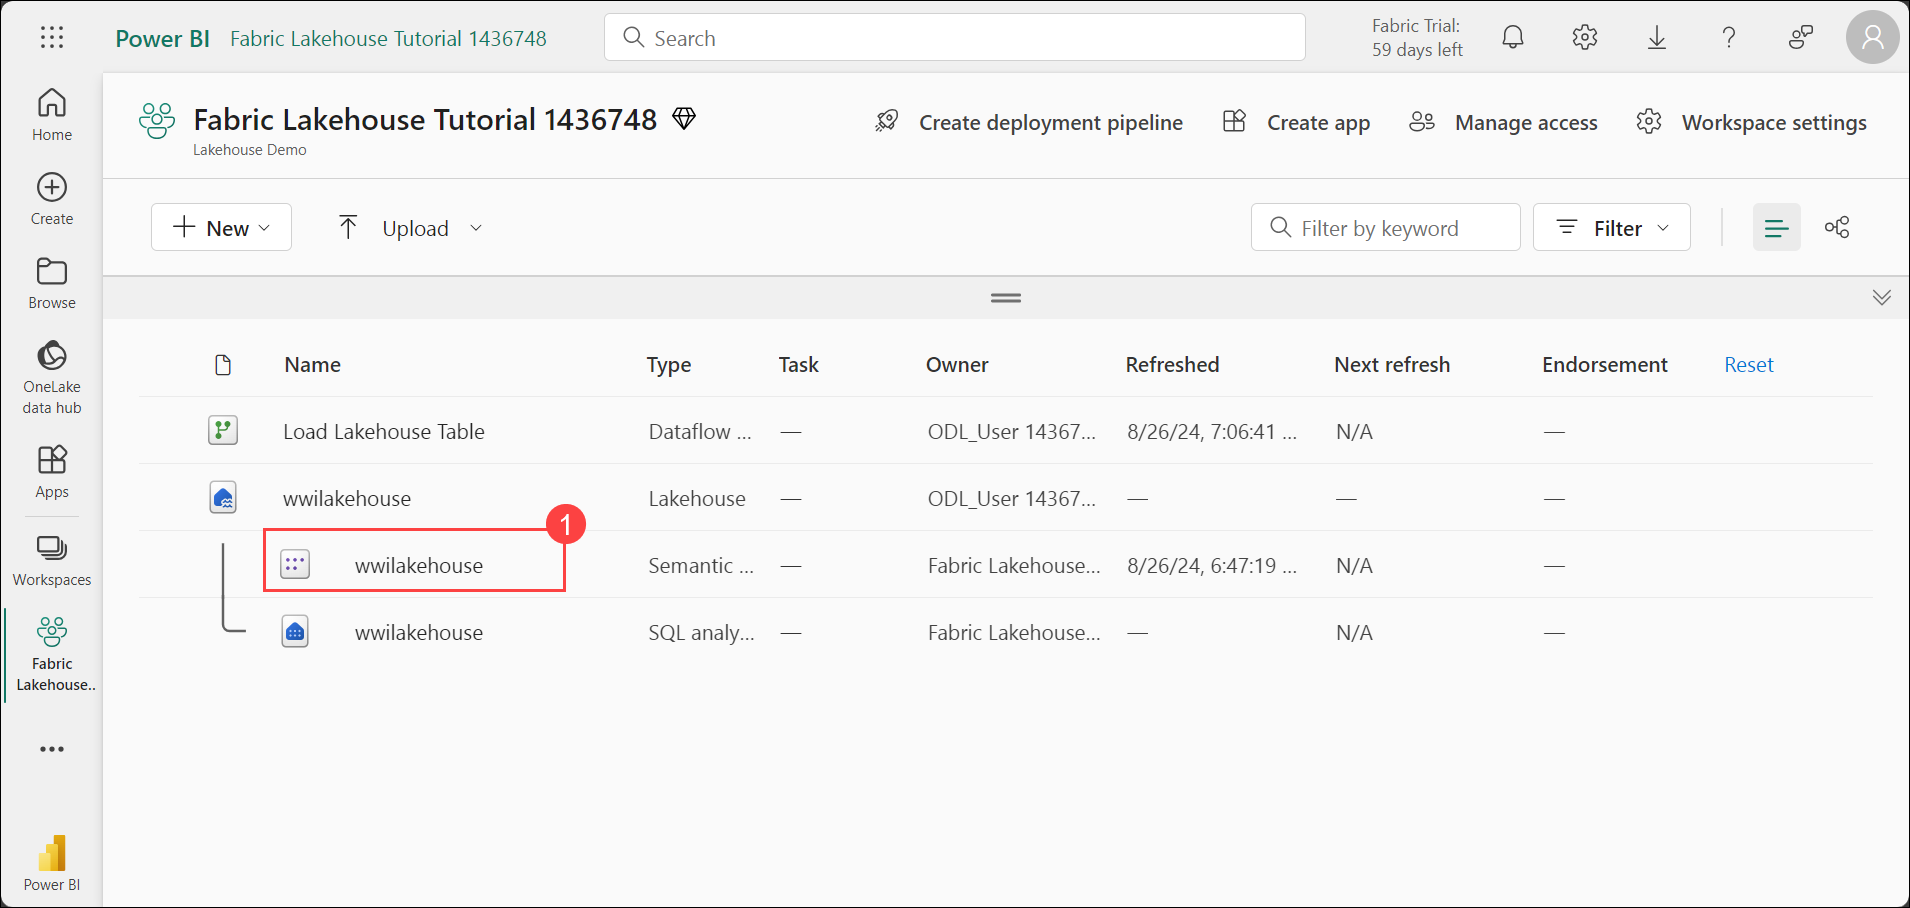 Power BI Fabric Lakehouse Tutorial 1436748 Search Fabric Trial:
59 days left
Home
Create
Browse
OneLake
data hub
Apps
Workspaces
Fabric
Lakehouse..
Power BI
Fabric Lakehouse Tutorial 1436748
Lakehouse Demo
Create deployment pipeline Create app Manage access Workspace settings
New Upload Filter by keyword Filter
Name Type Task Owner Refreshed Next refresh Endorsement Reset
Load Lakehouse Table Dataflow ... — ODL_User 14367... 8/26/24, 7:06:41 ... N/A —
wwilakehouse Lakehouse — ODL_User 14367... — — —
1
wwilakehouse Semantic ... — Fabric Lakehouse... 8/26/24, 6:47:19 ... N/A —
wwilakehouse SQL analy... — Fabric Lakehouse... — N/A —